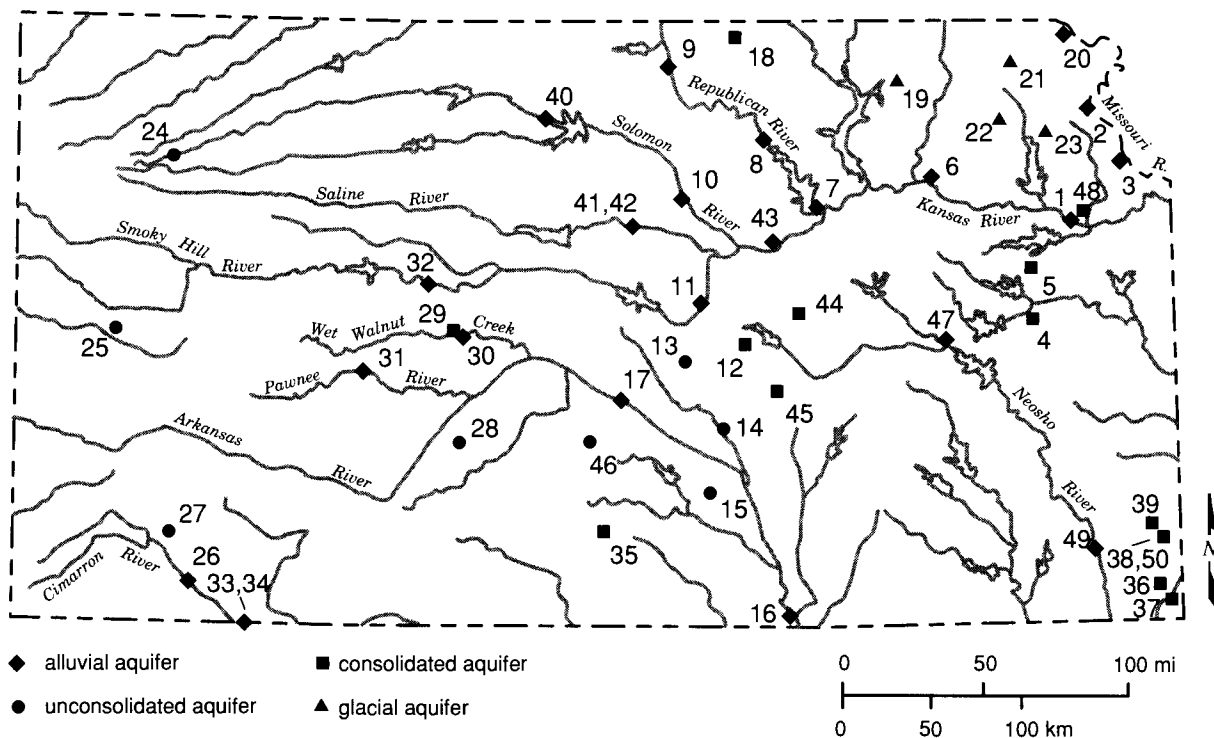 9
18
20
21
19
40
Republican
River
Missouri
R.
24
Solomon
22
23
2
8
3
6
10
7
1
48
Saline
River
41,42
River
43
Kansas River
Smoky Hill
River
32
11
5
44
29
Wet Walnut Creek
30
25
13
12
47
4
31
Pawnee
River
17
45
Neosho
River
Arkansas
River
28
14
46
15
39
27
35
49
38,50
26
Cimarron
River
33,34
36
16
37
N
alluvial aquifer
consolidated aquifer
unconsolidated aquifer
glacial aquifer
0 50 100 mi
0 50 100 km